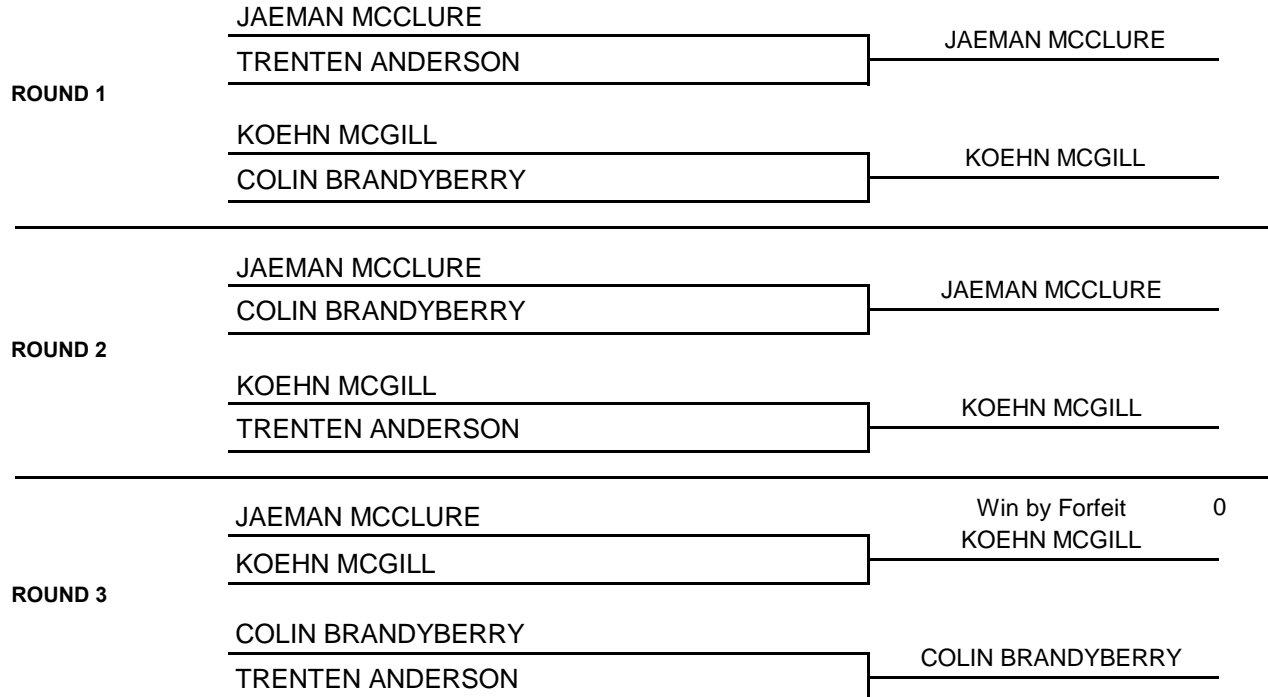 JAEMAN MCCLURE
JAEMAN MCCLURE
TRENTEN ANDERSON
ROUND 1
KOEHN MCGILL
KOEHN MCGILL
COLIN BRANDYBERRY
JAEMAN MCCLURE
JAEMAN MCCLURE
COLIN BRANDYBERRY
ROUND 2
KOEHN MCGILL
KOEHN MCGILL
TRENTEN ANDERSON
Win by Forfeit 0
JAEMAN MCCLURE
KOEHN MCGILL
KOEHN MCGILL
ROUND 3
COLIN BRANDYBERRY
COLIN BRANDYBERRY
TRENTEN ANDERSON